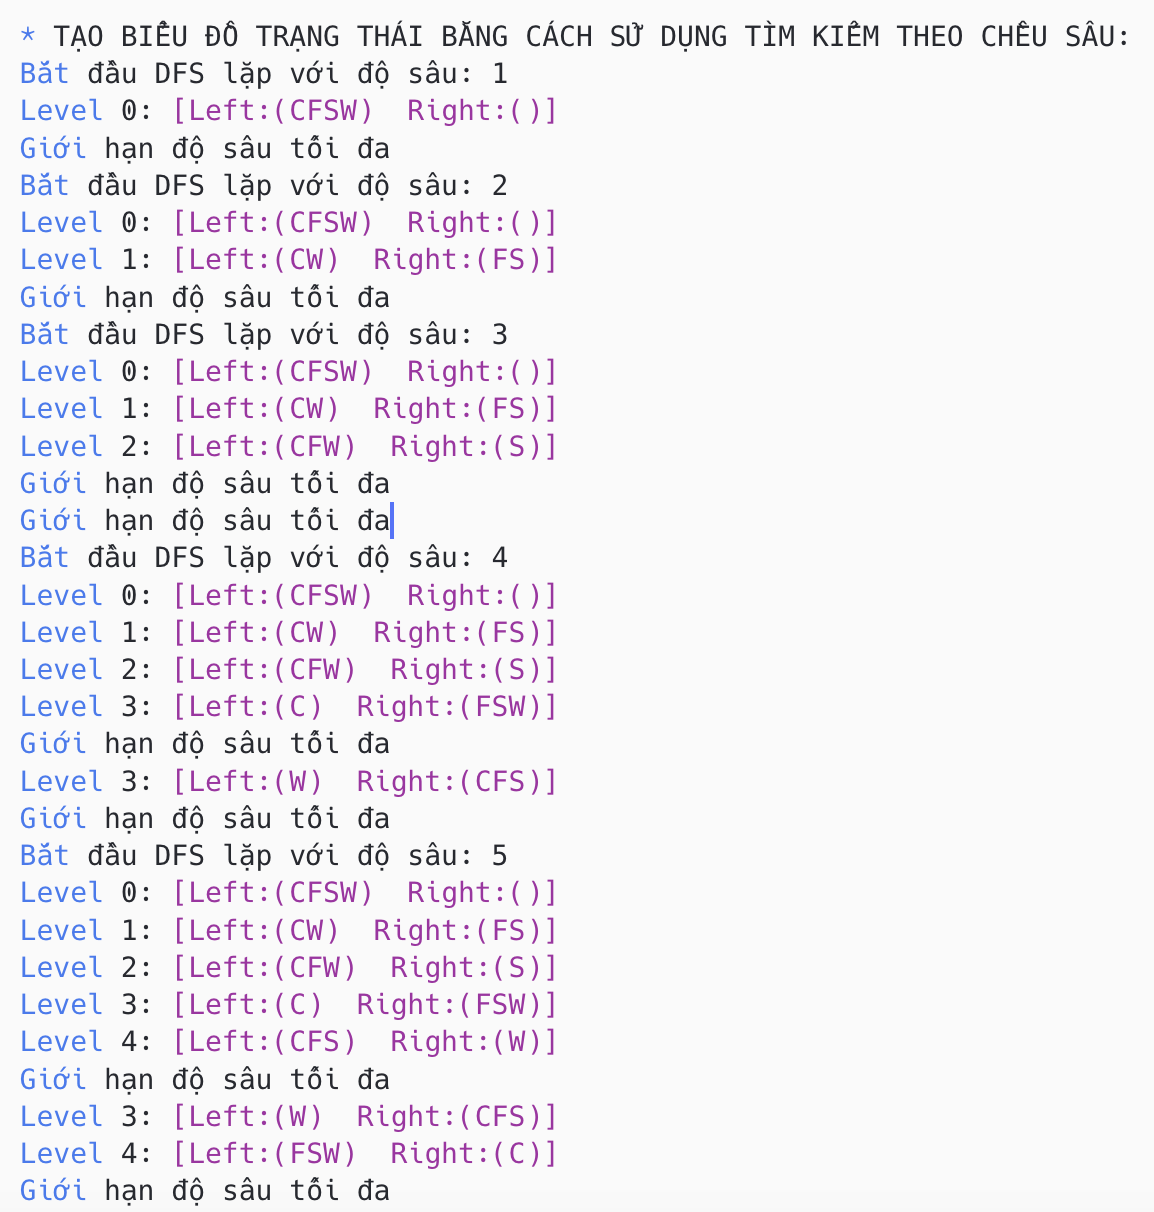 * TẠO BIỂU ĐỒ TRẠNG THÁI BẰNG CÁCH SỬ DỤNG TÌM KIẾM THEO CHỀU SÂU:
Bắt đầu DFS lặp với độ sâu: 1
Level 0: [Left:(CFSW)  Right:()]
Giới hạn độ sâu tối đa
Bắt đầu DFS lặp với độ sâu: 2
Level 0: [Left:(CFSW)  Right:()]
Level 1: [Left:(CW)  Right:(FS)]
Giới hạn độ sâu tối đa
Bắt đầu DFS lặp với độ sâu: 3
Level 0: [Left:(CFSW)  Right:()]
Level 1: [Left:(CW)  Right:(FS)]
Level 2: [Left:(CFW)  Right:(S)]
Giới hạn độ sâu tối đa
Giới hạn độ sâu tối đa
Bắt đầu DFS lặp với độ sâu: 4
Level 0: [Left:(CFSW)  Right:()]
Level 1: [Left:(CW)  Right:(FS)]
Level 2: [Left:(CFW)  Right:(S)]
Level 3: [Left:(C)  Right:(FSW)]
Giới hạn độ sâu tối đa
Level 3: [Left:(W)  Right:(CFS)]
Giới hạn độ sâu tối đa
Bắt đầu DFS lặp với độ sâu: 5
Level 0: [Left:(CFSW)  Right:()]
Level 1: [Left:(CW)  Right:(FS)]
Level 2: [Left:(CFW)  Right:(S)]
Level 3: [Left:(C)  Right:(FSW)]
Level 4: [Left:(CFS)  Right:(W)]
Giới hạn độ sâu tối đa
Level 3: [Left:(W)  Right:(CFS)]
Level 4: [Left:(FSW)  Right:(C)]
Giới hạn độ sâu tối đa